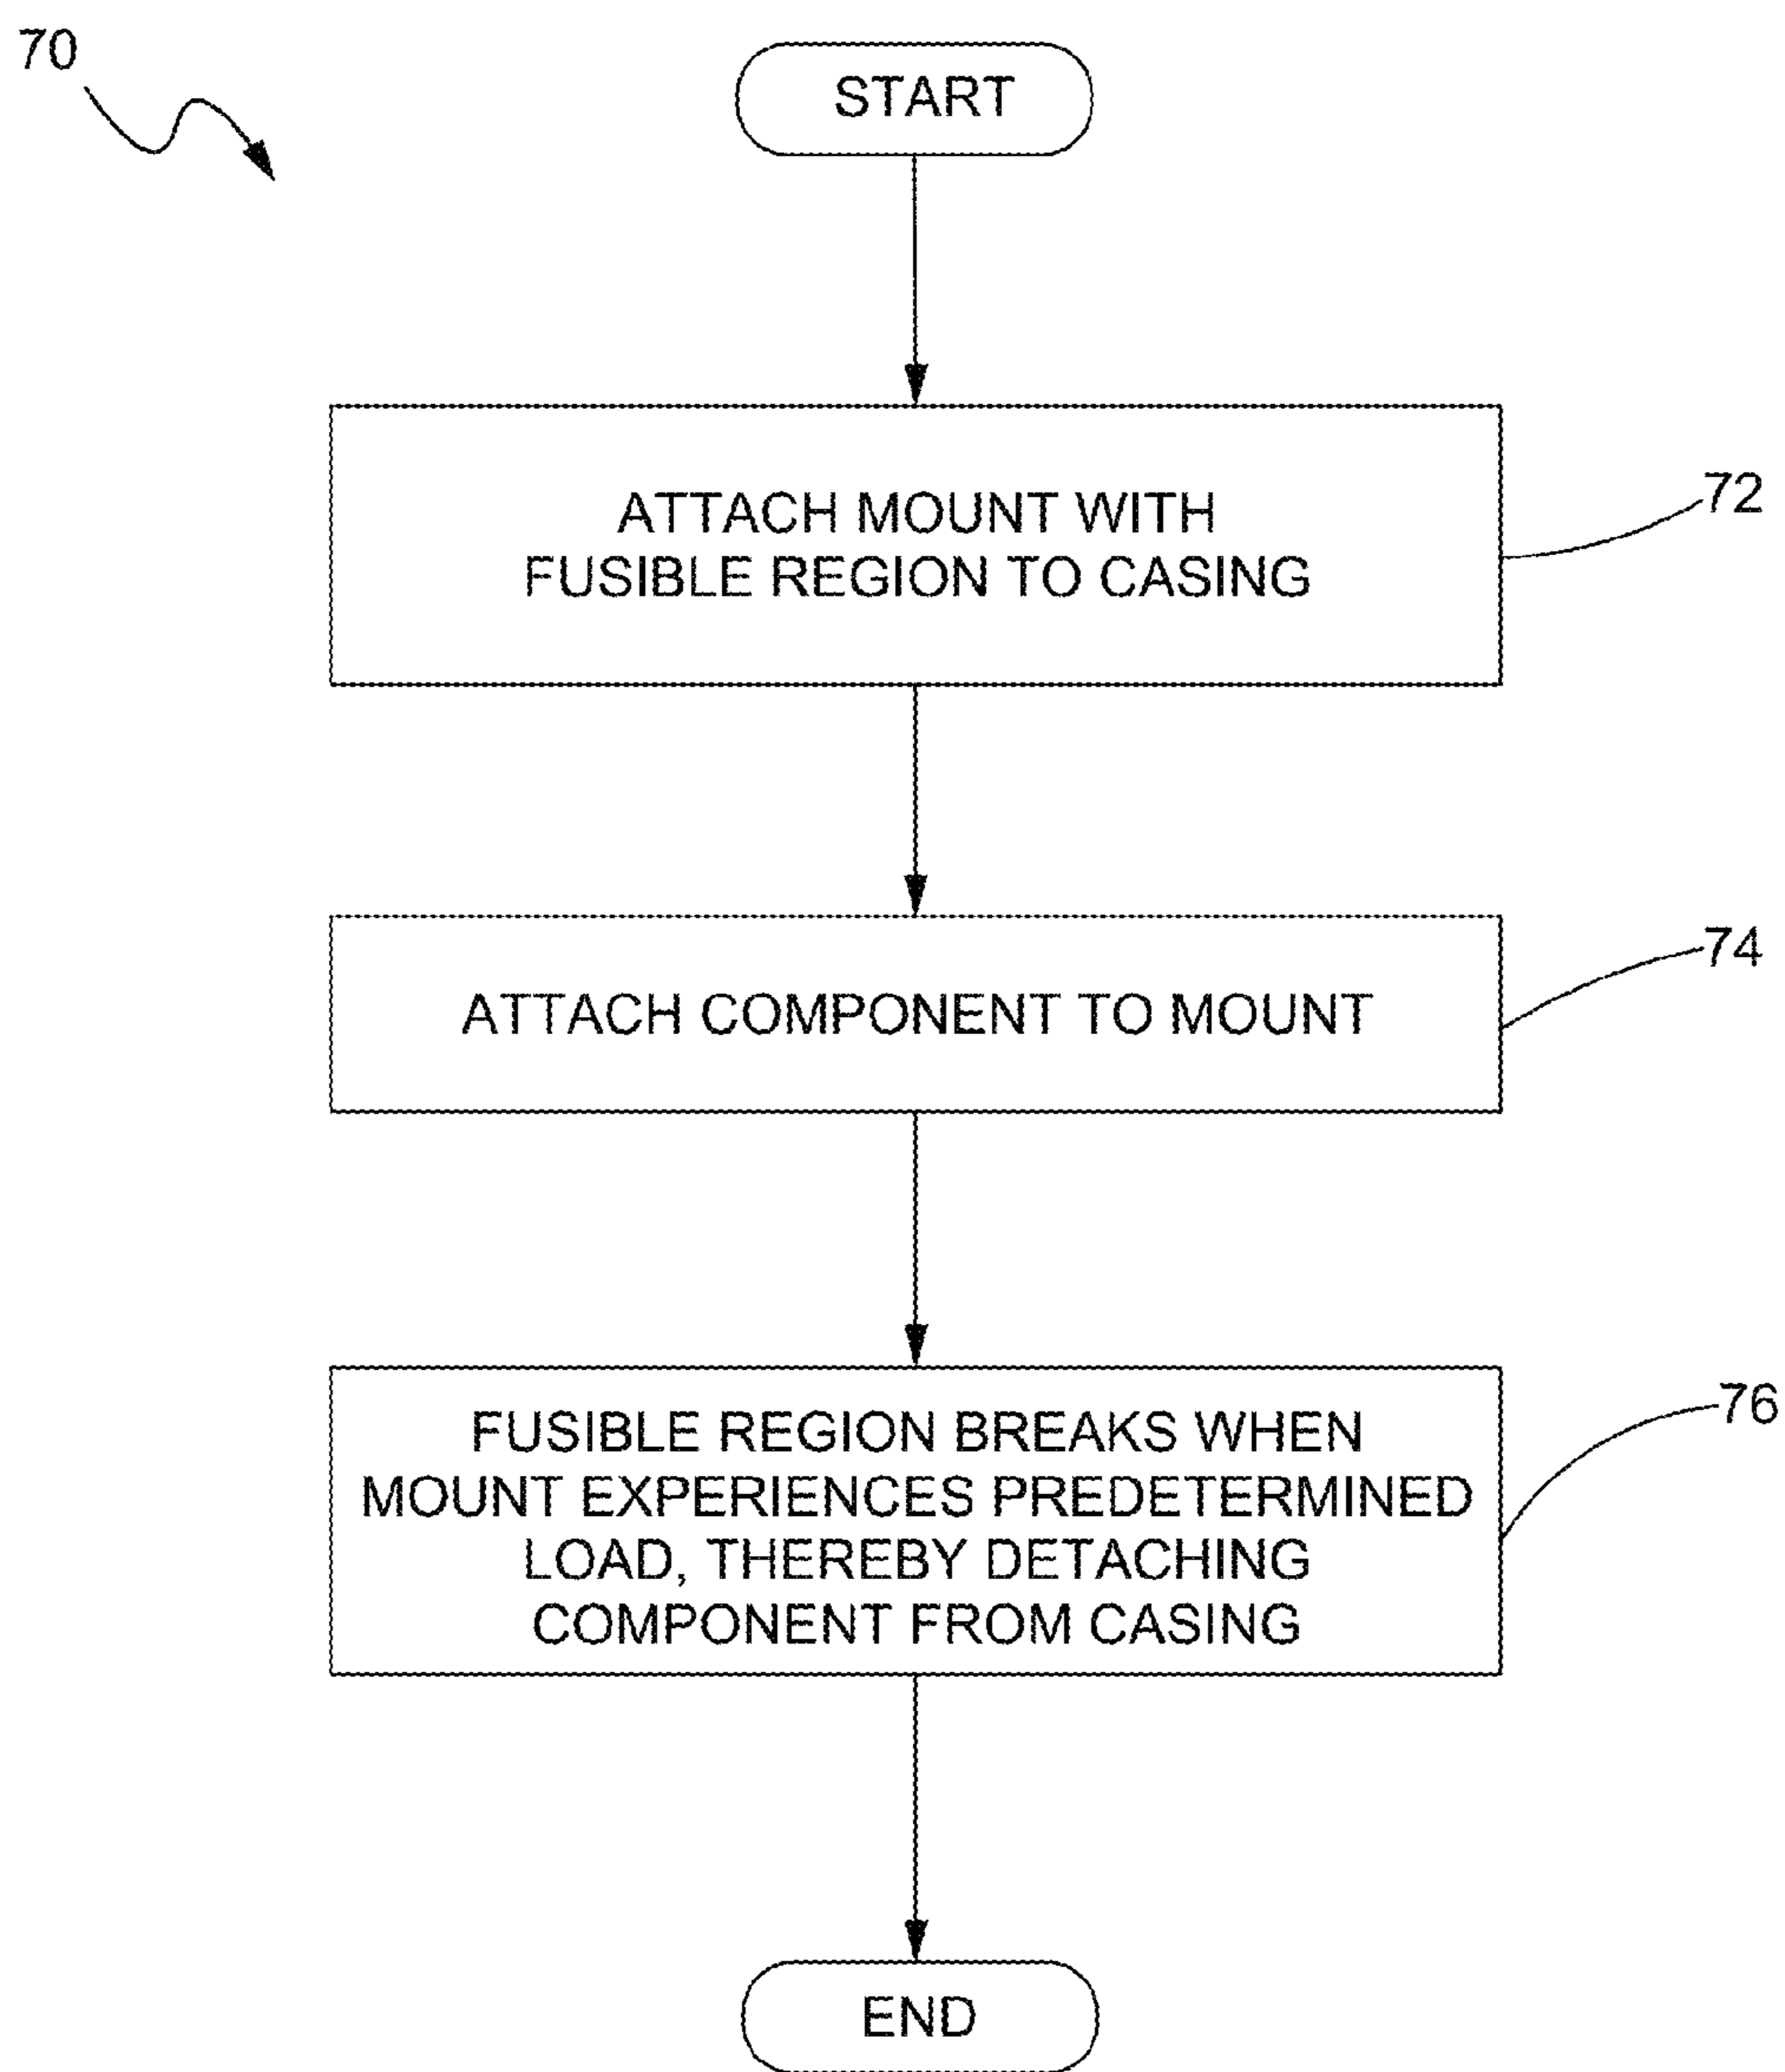 70
START
ATTACH MOUNT WITH
FUSIBLE REGION TO CASING
72
ATTACH COMPONENT TO MOUNT
74
FUSIBLE REGION BREAKS WHEN
MOUNT EXPERIENCES PREDETERMINED
LOAD, THEREBY DETACHING
COMPONENT FROM CASING
76
END